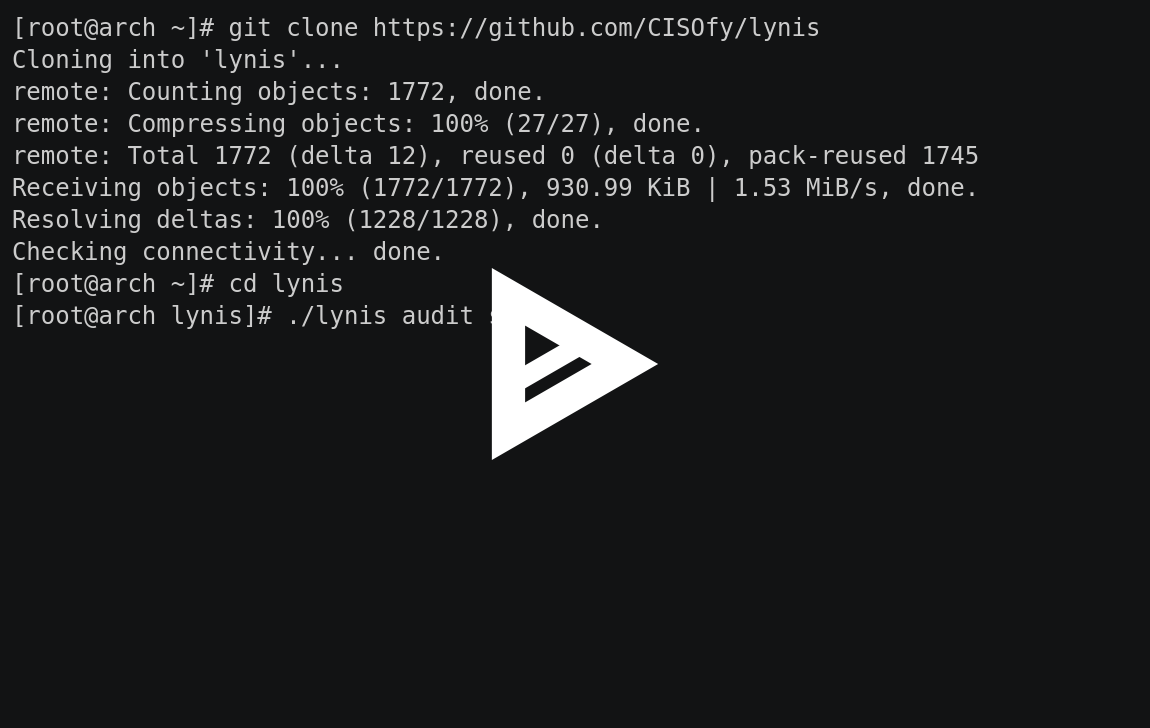 [root@arch ~]# git clone https://github.com/CISOfy/lynis
Cloning into 'lynis'...
remote: Counting objects: 1772, done.
remote: Compressing objects: 100% (27/27), done.
remote: Total 1772 (delta 12), reused 0 (delta 0), pack-reused 1745
Receiving objects: 100% (1772/1772), 930.99 KiB | 1.53 MiB/s, done.
Resolving deltas: 100% (1228/1228), done.
Checking connectivity... done.
[root@arch ~]# cd lynis
[root@arch lynis]# ./lynis audit